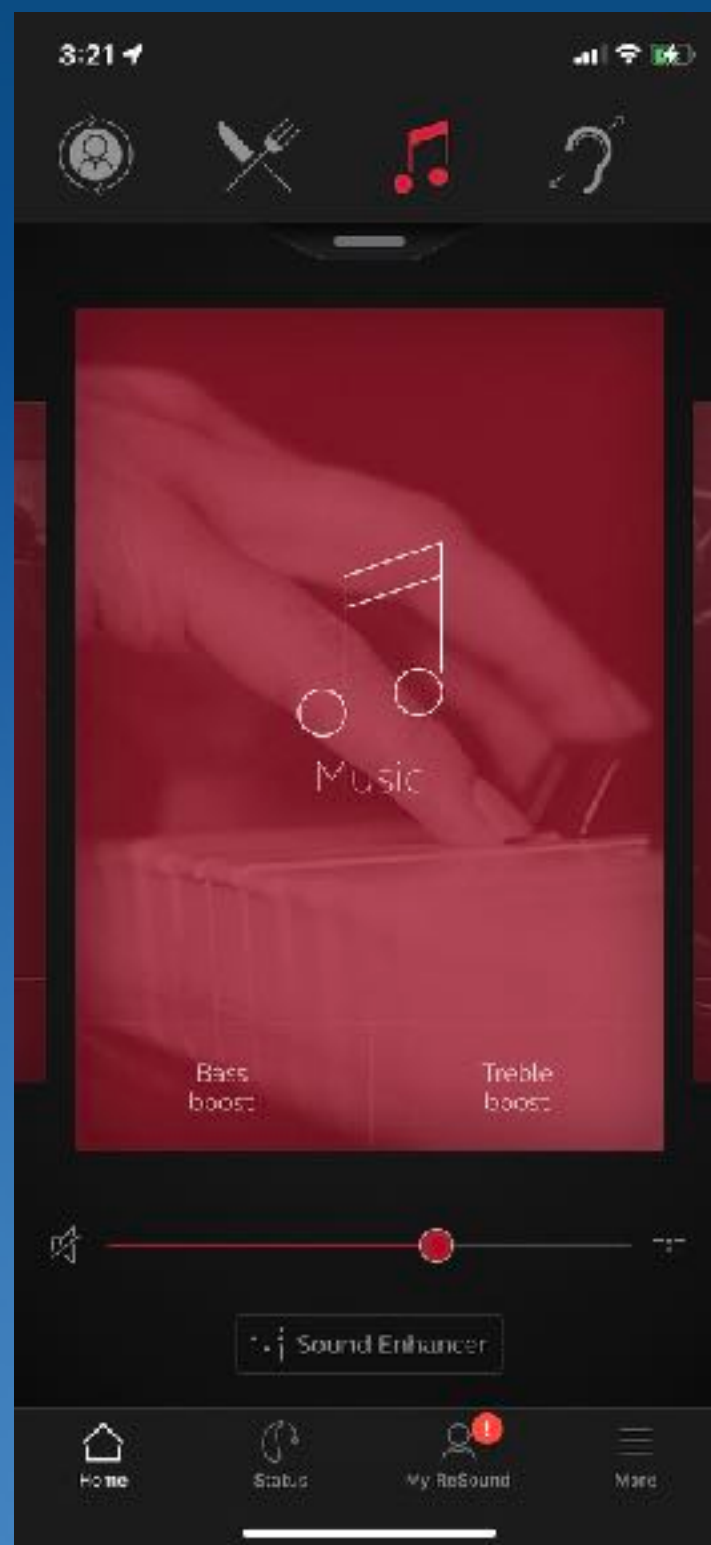 3:21
Music
Bass
boost
Treble
boost
Sound Enhancer
Home
Status
My ReSound
More